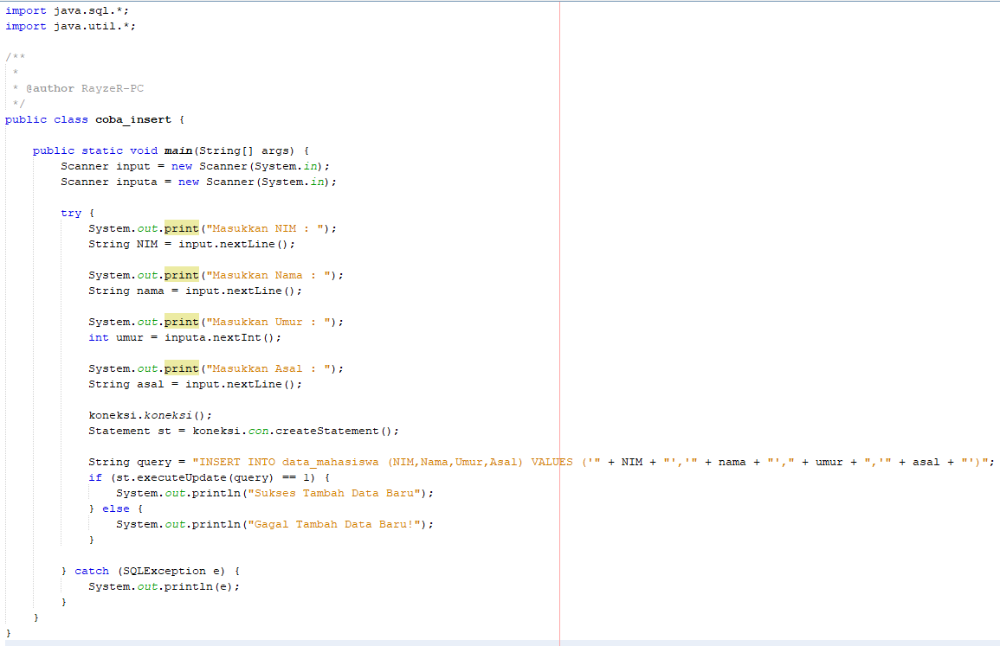 import java.sql.*;
import java.util.*;
/**
 *
 * @author RayzeR-PC
 */
public class coba_insert {
    public static void main(String[] args) {
        Scanner input = new Scanner(System.in);
        Scanner inputa = new Scanner(System.in);
        try {
            System.out.print("Masukkan NIM : ");
            String NIM = input.nextLine();
            System.out.print("Masukkan Nama : ");
            String nama = input.nextLine();
            System.out.print("Masukkan Umur : ");
            int umur = inputa.nextInt();
            System.out.print("Masukkan Asal : ");
            String asal = input.nextLine();
            koneksi.koneksi();
            Statement st = koneksi.con.createStatement();
            String query = "INSERT INTO data_mahasiswa (NIM,Nama,Umur,Asal) VALUES ('" + NIM + "','" + nama + "'," + umur + ",'" + asal + "')";
            if (st.executeUpdate(query) == 1) {
                System.out.println("Sukses Tambah Data Baru");
            } else {
                System.out.println("Gagal Tambah Data Baru!");
            }
        } catch (SQLException e) {
            System.out.println(e);
        }
    }
}